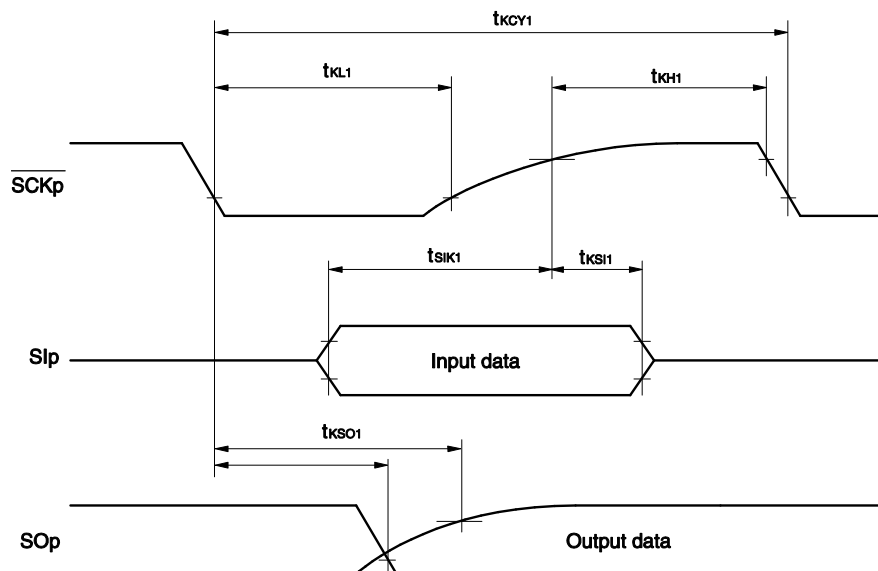 tKCY1
tKL1
tKH1
SCKp
tSIK1
tKSI1
SIp
Input data
tKSO1
SOp
Output data